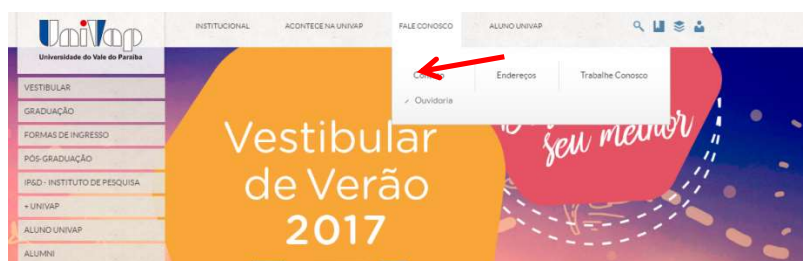 UniVap
Universidade do Vale do Paraíba
INSTITUCIONAL
ACONTECE NA UNIVAP
FALE CONOSCO
ALUNO UNIVAP
Endereços
Trabalhe Conosco
✓ Ouvidoria
VESTIBULAR
GRADUAÇÃO
FORMAS DE INGRESSO
PÓS-GRADUAÇÃO
IP&D - INSTITUTO DE PESQUISA
+ UNIVAP
ALUNO UNIVAP
ALUMNI
Vestibular
de Verão
2017
seu melhor